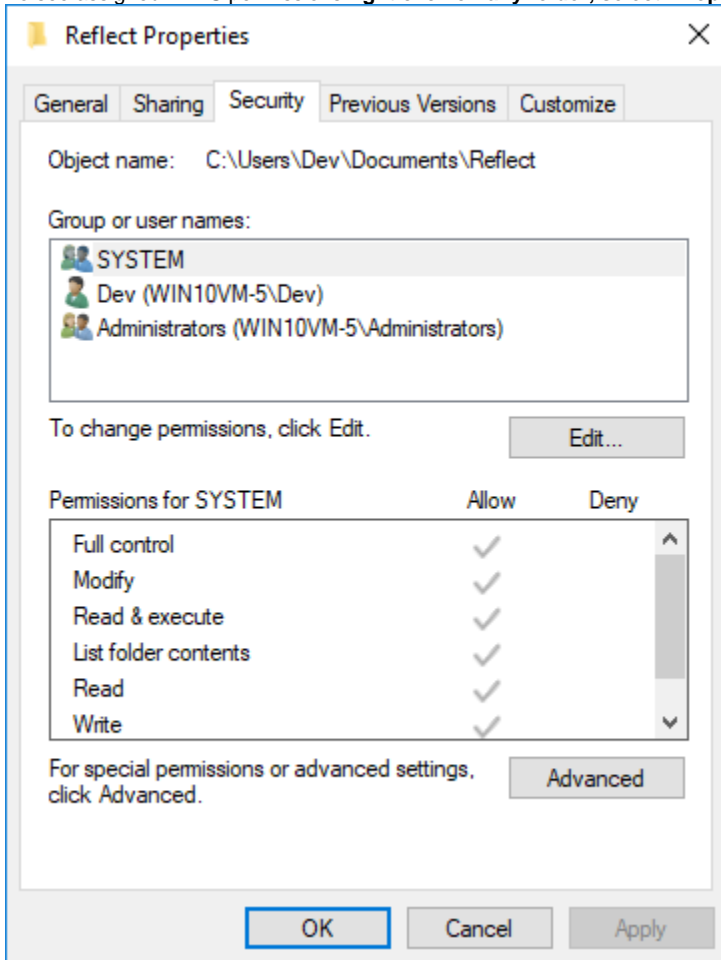 Reflect Properties
General Sharing Security Previous Versions Customize
Object name: C:\Users\Dev\Documents\Reflect
Group or user names:
SYSTEM
Dev (WIN10VM-5\Dev)
Administrators (WIN10VM-5\Administrators)
To change permissions, click Edit.
Edit...
Permissions for SYSTEM Allow Deny
Full control
Modify
Read & execute
List folder contents
Read
Write
For special permissions or advanced settings,
click Advanced.
Advanced
OK Cancel Apply